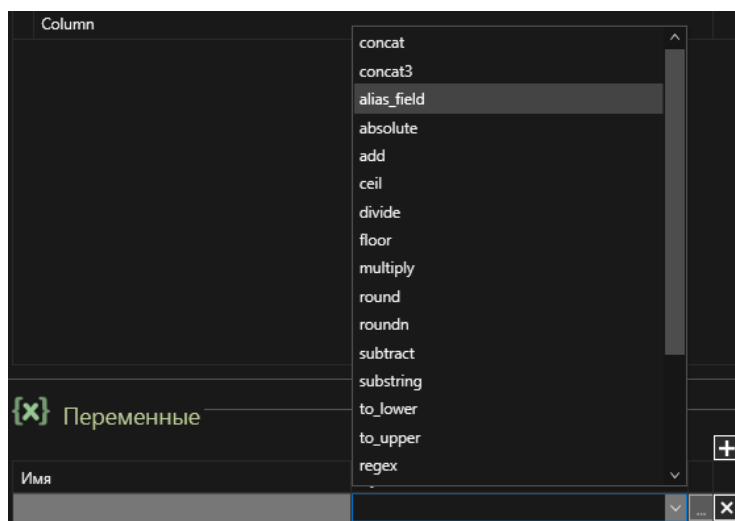 Column
concat
concat3
alias_field
absolute
add
ceil
divide
floor
multiply
round
roundn
subtract
substring
to_lower
{x} Переменные
to_upper
regex
Имя
...